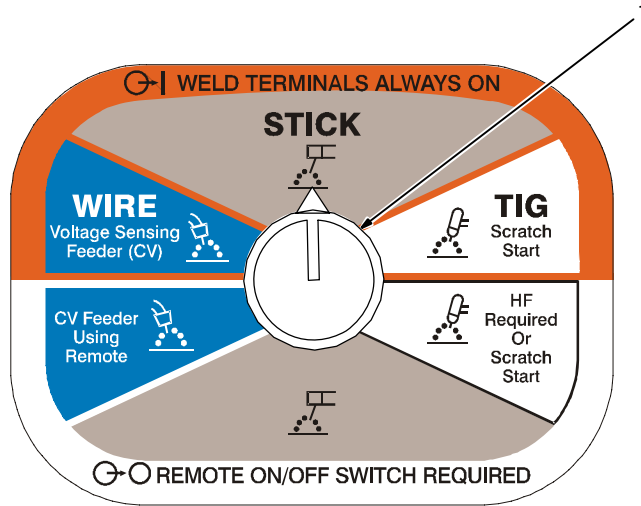 WELD TERMINALS ALWAYS ON
STICK
WIRE
Voltage Sensing
Feeder (CV)
TIG
Scratch
Start
CV Feeder
Using
Remote
HF
Required
Or
Scratch
Start
REMOTE ON/OFF SWITCH REQUIRED